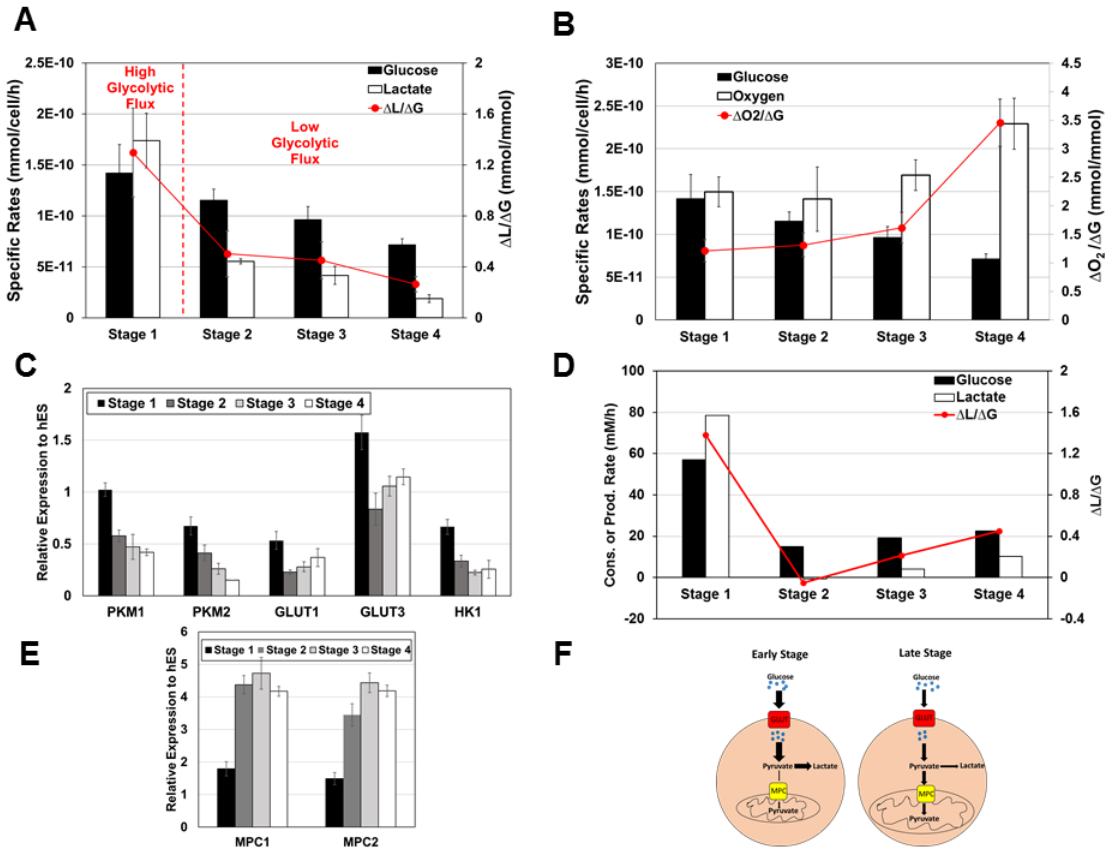 A
Specific Rates (mmol/cell/h)
2.5E-10
2E-10
1.5E-10
1E-10
5E-11
0
High
Glycolytic
Flux
Low
Glycolytic
Flux
Glucose
Lactate
ΔL/ΔG
2
1.6
1.2
0.8
0.4
0
ΔL/ΔG (mmol/mmol)
Stage 1 Stage 2 Stage 3 Stage 4
B
Specific Rates (mmol/cell/h)
3E-10
2.5E-10
2E-10
1.5E-10
1E-10
5E-11
0
Glucose
Oxygen
ΔO2/ΔG
4.5
4
3.5
3
2.5
2
1.5
1
0.5
0
ΔO2/ΔG (mmol/mmol)
Stage 1 Stage 2 Stage 3 Stage 4
C
Relative Expression to hES
2
1.5
1
0.5
0
Stage 1 Stage 2 Stage 3 Stage 4
PKM1 PKM2 GLUT1 GLUT3 HK1
D
Cons. or Prod. Rate (mM/h)
100
80
60
40
20
0
-20
Glucose
Lactate
ΔL/ΔG
2
1.6
1.2
0.8
0.4
0
-0.4
ΔL/ΔG
Stage 1 Stage 2 Stage 3 Stage 4
E
Relative Expression to hES
6
5
4
3
2
1
0
Stage 1 Stage 2 Stage 3 Stage 4
MPC1 MPC2
F
Early Stage
Glucose
GLUT
Pyruvate
Lactate
MPC
Pyruvate
Late Stage
Glucose
GLUT
Pyruvate
Lactate
MPC
Pyruvate